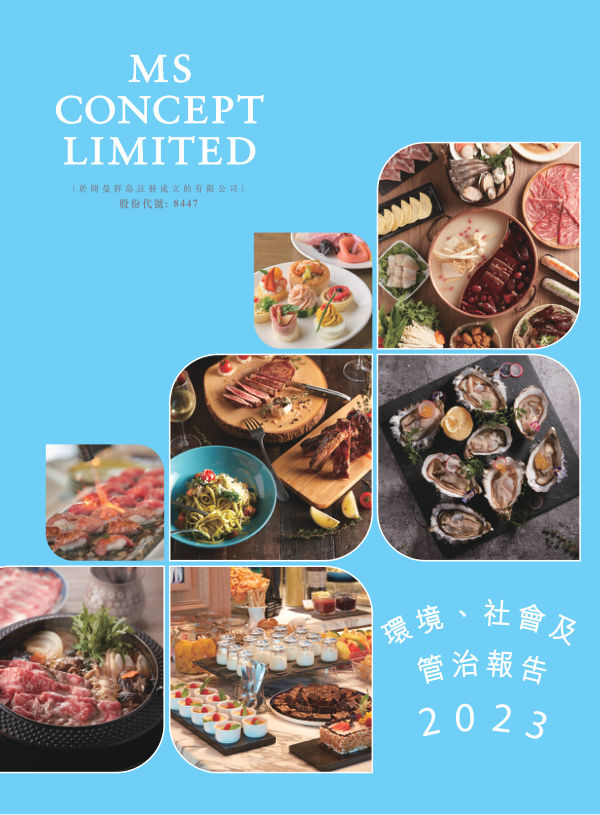 MS
CONCEPT
LIMITED
(於開曼群島註冊成立的有限公司)
股份代號: 8447
環境、社會及
管治報告
2023